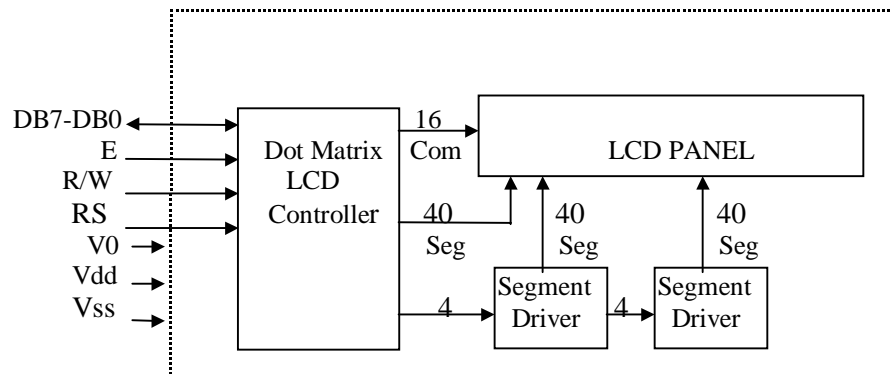 DB7-DB0
E
R/W
RS
V0
Vdd
Vss
Dot Matrix
LCD
Controller
16
Com
LCD PANEL
40
Seg
40
Seg
40
Seg
4
Segment
Driver
4
Segment
Driver